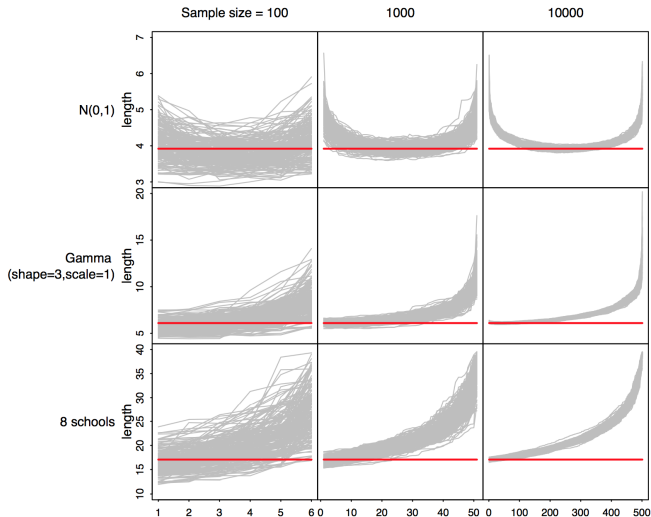 Sample size = 100 1000 10000
7
6
5
4
3
N(0,1)
length
20
15
10
5
Gamma
(shape=3,scale=1)
length
40
35
30
25
20
15
10
8 schools
length
1 2 3 4 5 6 0 10 20 30 40 50 0 100 200 300 400 500